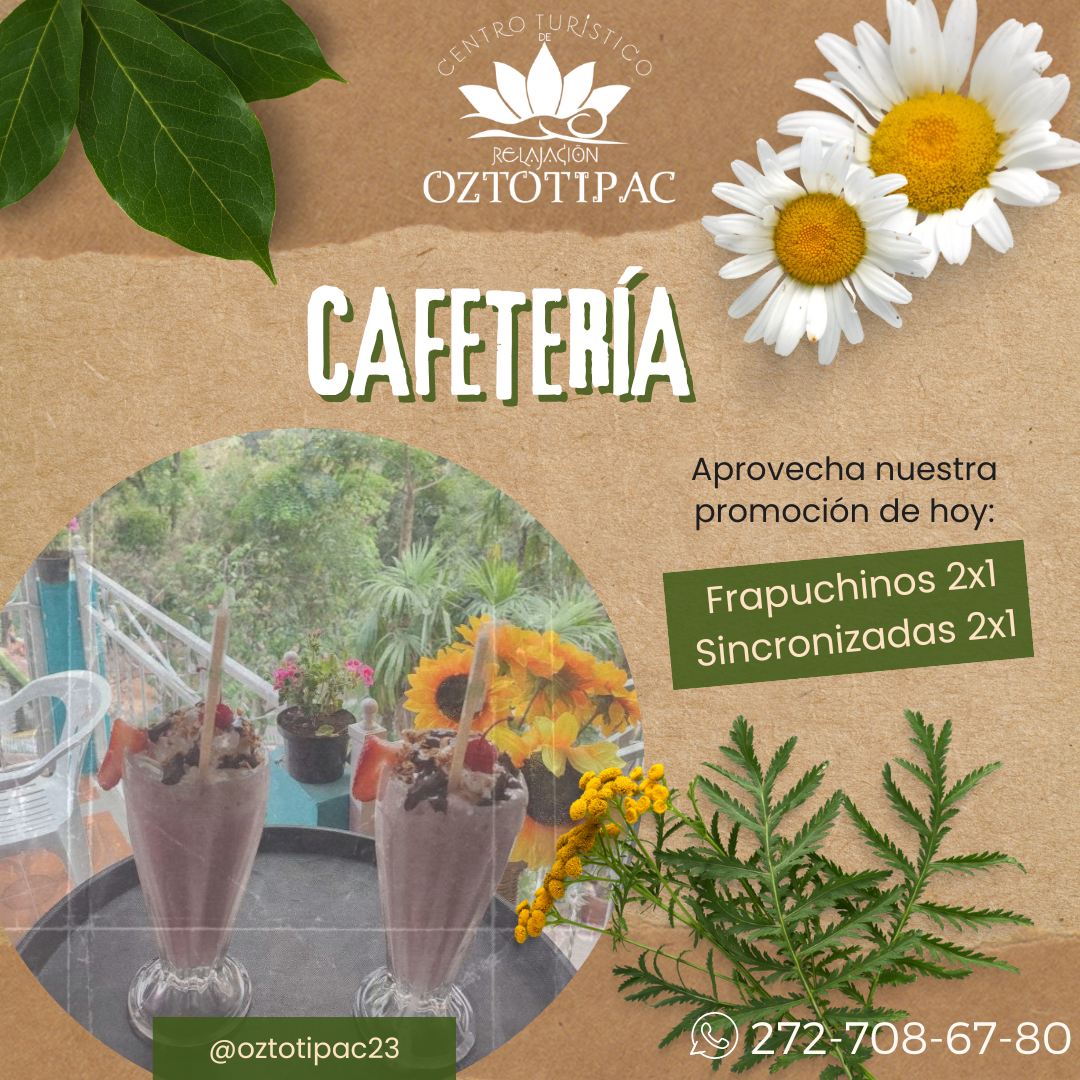 CENTRO TURÍSTICO
DE
RELAJACIÓN
OZTOTIPAC
CAFETERÍA
Aprovecha nuestra
promoción de hoy:
Frapuchinos 2x1
Sincronizadas 2x1
@oztotipac23
272-708-67-80